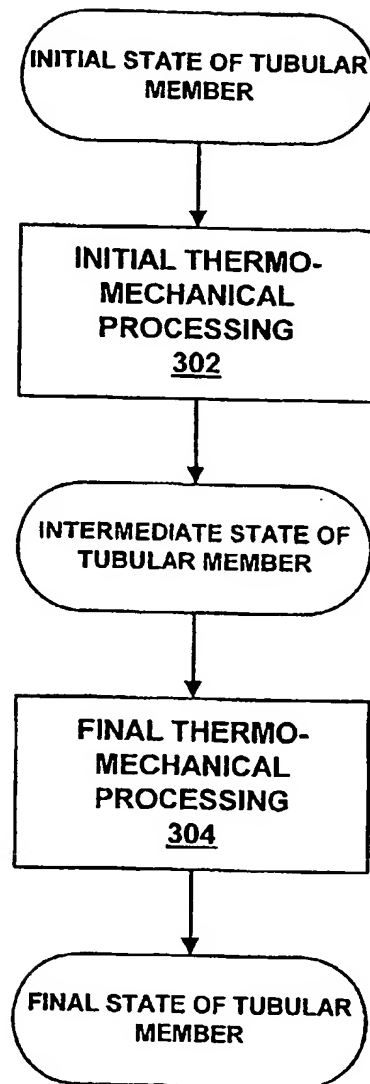 INITIAL STATE OF TUBULAR
MEMBER
INITIAL THERMO-
MECHANICAL
PROCESSING
302
INTERMEDIATE STATE OF
TUBULAR MEMBER
FINAL THERMO-
MECHANICAL
PROCESSING
304
FINAL STATE OF TUBULAR
MEMBER